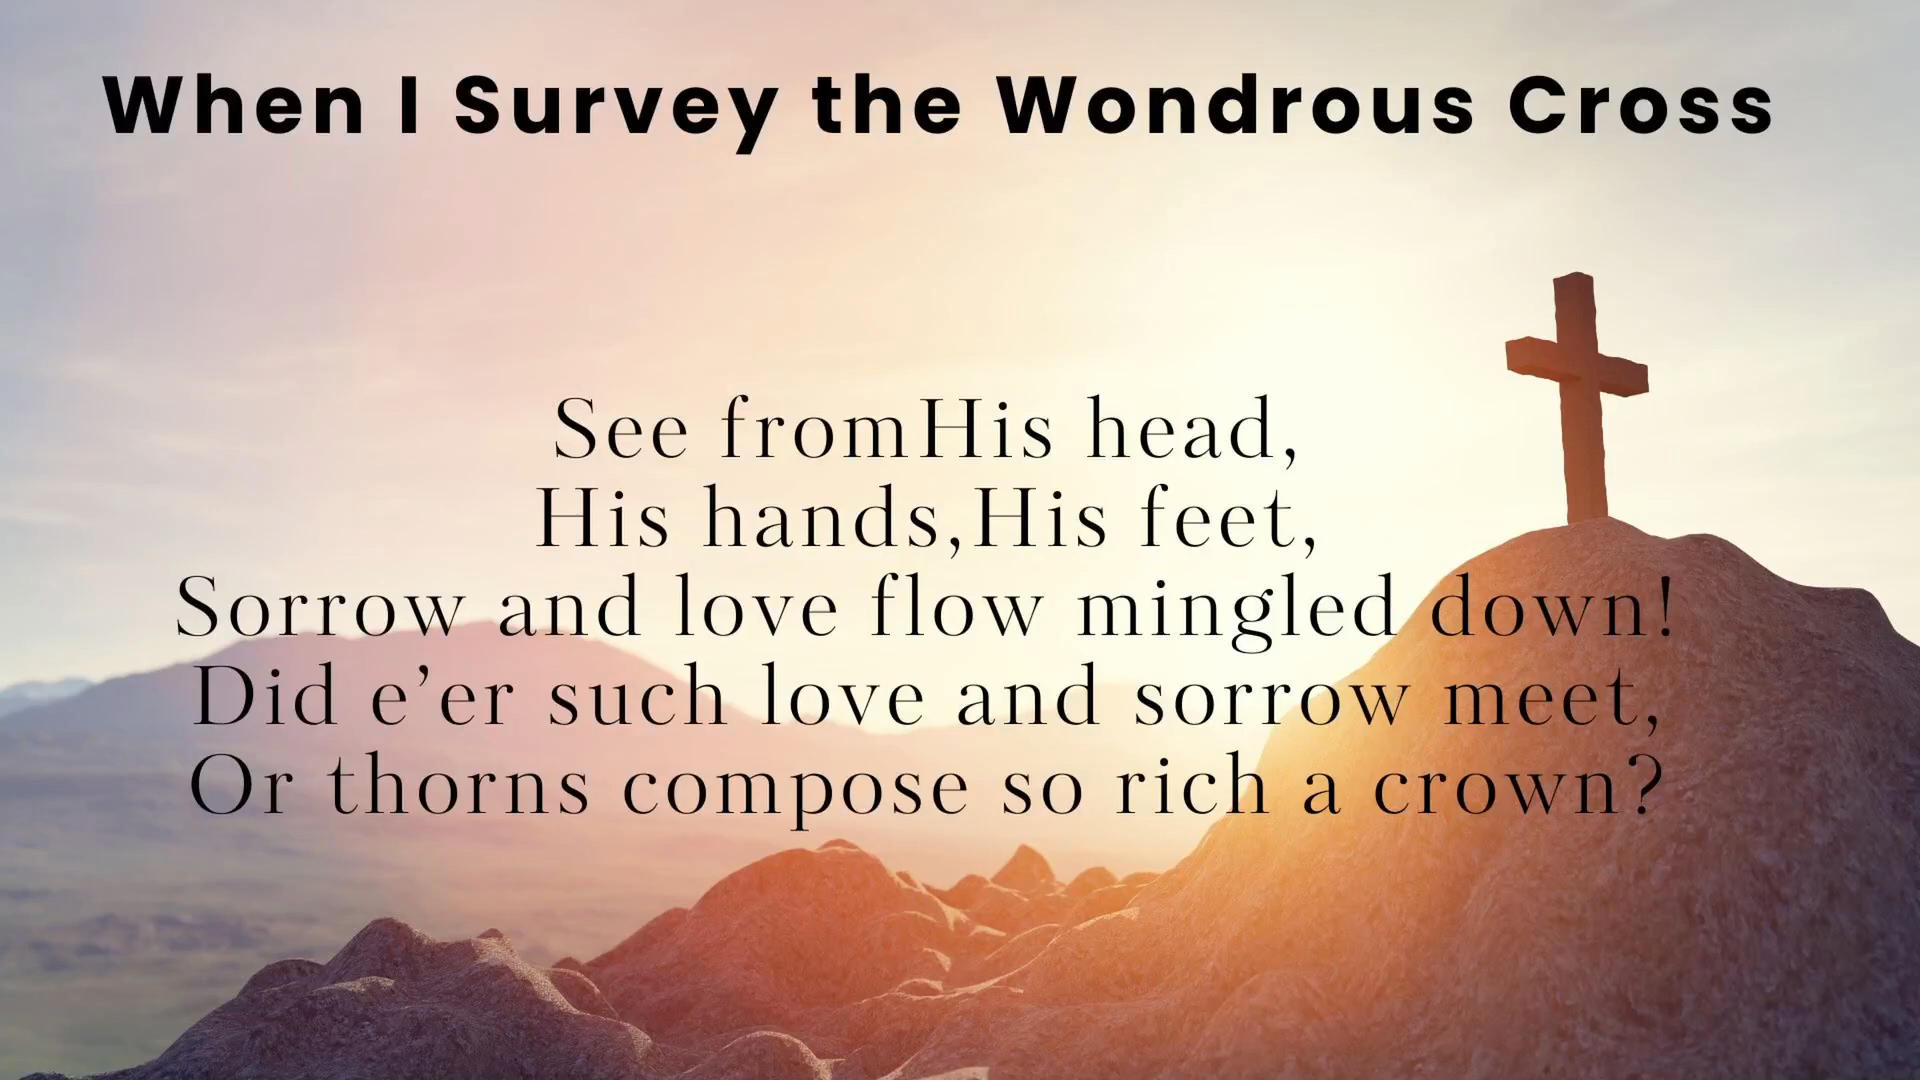 When I Survey the Wondrous Cross
See fromHis head,
His hands,His feet,
Sorrow and love flow mingled down!
Did e’er such love and sorrow meet,
Or thorns compose so rich a crown?